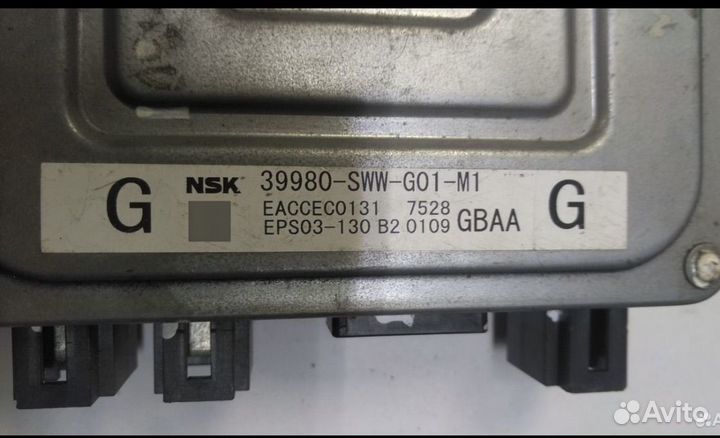 G NSK 39980-SWW-G01-M1 G
EACCEC0131 7528
EPS03-130 B2 0109 GBAA
Avito